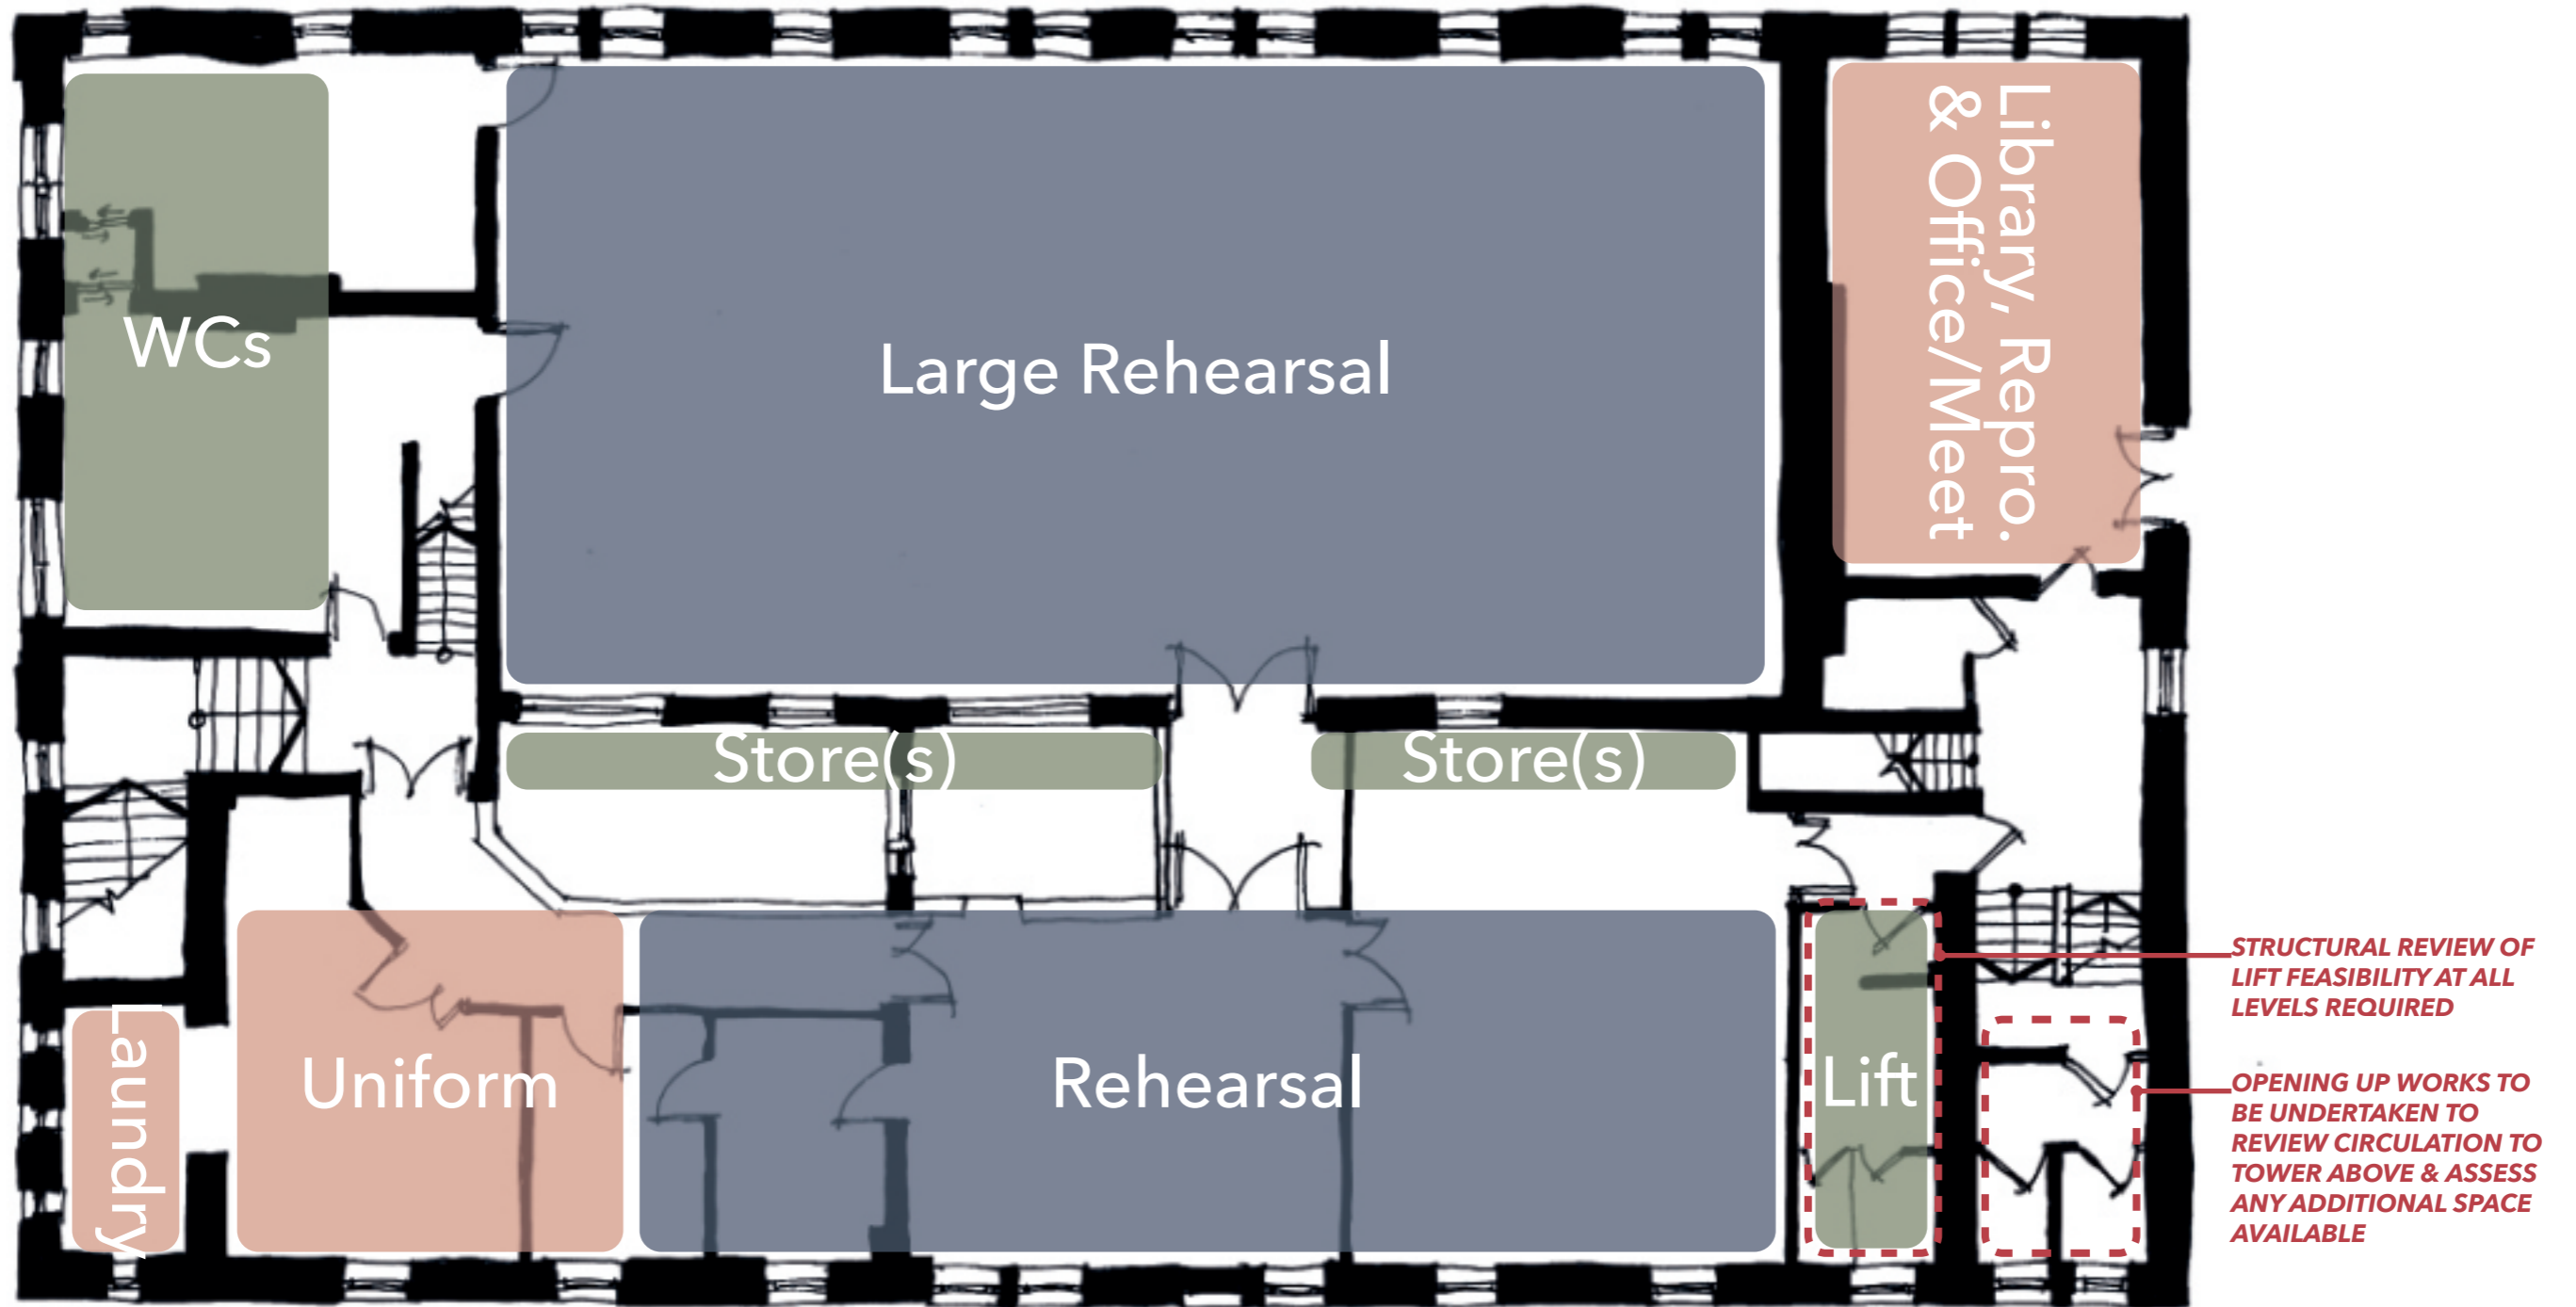 WCs
Large Rehearsal
Library, Repro.
& Office/Meet
Store(s)
Store(s)
Laundry
Uniform
Rehearsal
Lift
STRUCTURAL REVIEW OF
LIFT FEASIBILITY AT ALL
LEVELS REQUIRED
OPENING UP WORKS TO
BE UNDERTAKEN TO
REVIEW CIRCULATION TO
TOWER ABOVE & ASSESS
ANY ADDITIONAL SPACE
AVAILABLE